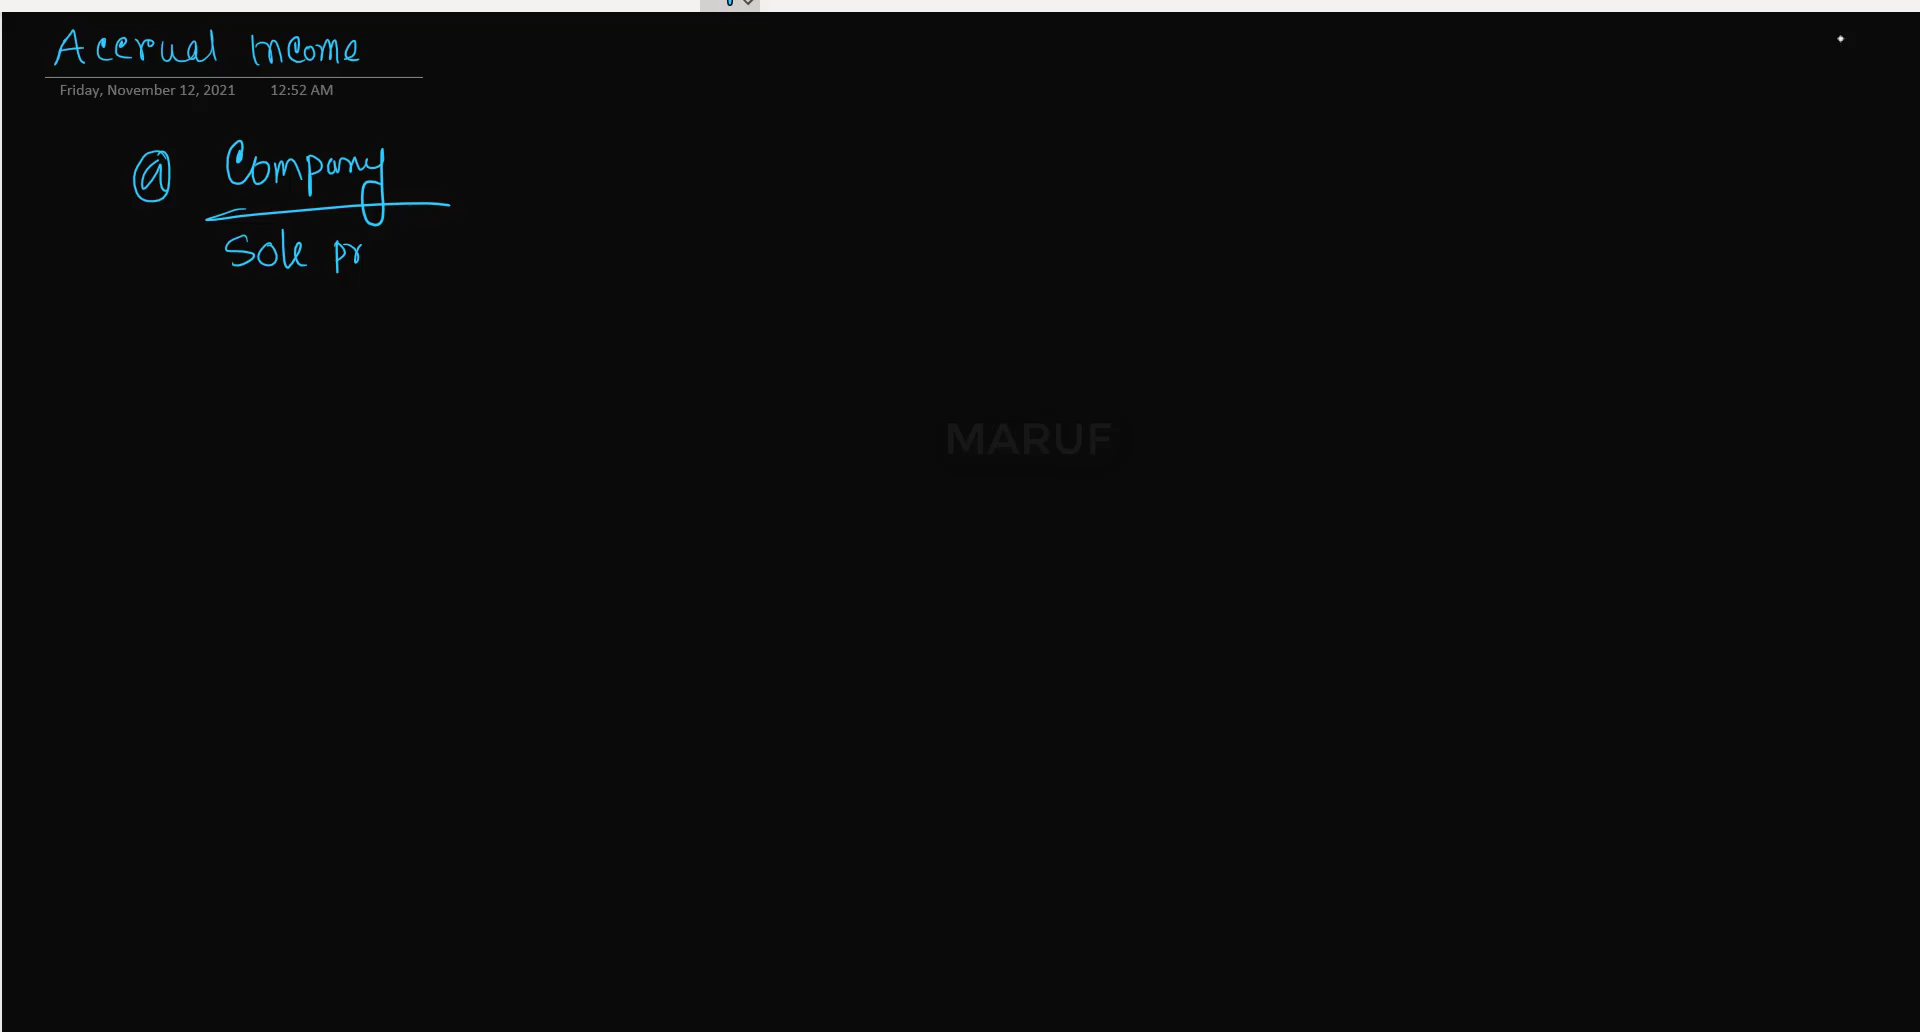 Accrual Income
Friday, November 12, 2021 12:52 AM
@ Company
Sole pr
MARUF